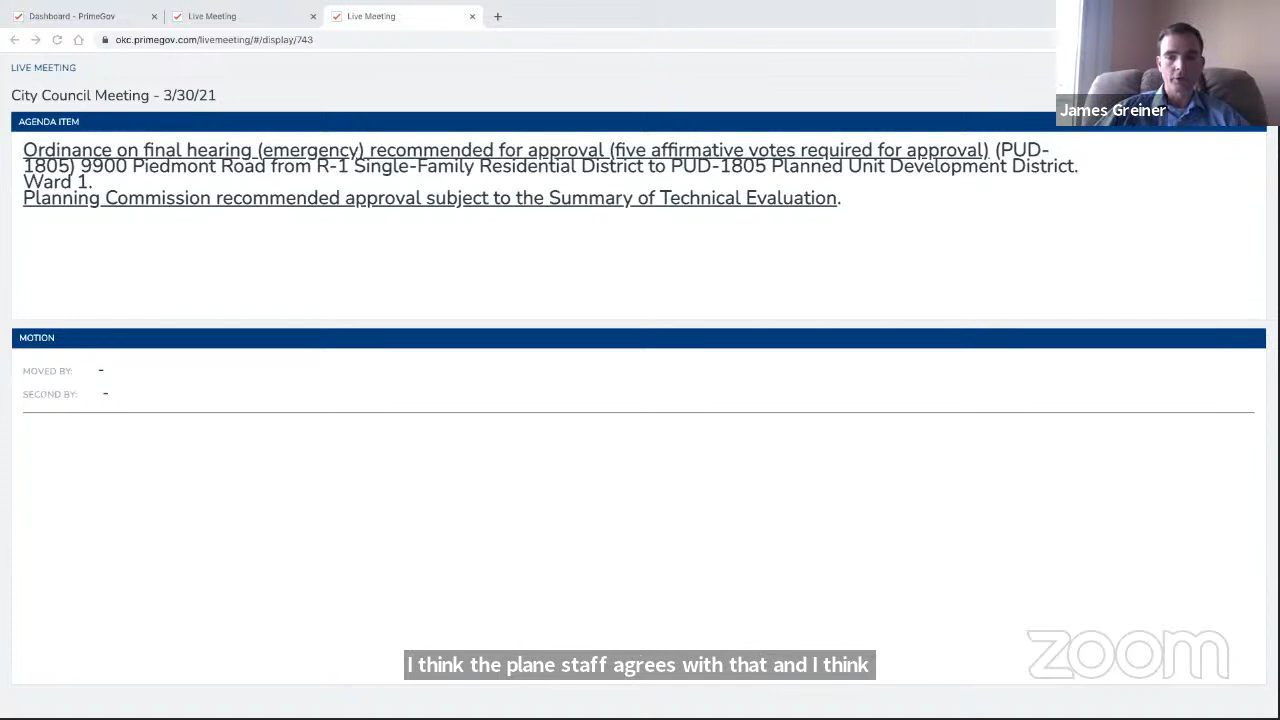 Dashboard - PrimeGov
Live Meeting
Live Meeting
okc.primegov.com/livemeeting/#/display/743
LIVE MEETING
City Council Meeting - 3/30/21
James Greiner
AGENDA ITEM
Ordinance on final hearing (emergency) recommended for approval (five affirmative votes required for approval) (PUD-
1805) 9900 Piedmont Road from R-1 Single-Family Residential District to PUD-1805 Planned Unit Development District.
Ward 1.
Planning Commission recommended approval subject to the Summary of Technical Evaluation.
MOTION
MOVED BY: -
SECOND BY: -
zoom
I think the plane staff agrees with that and I think